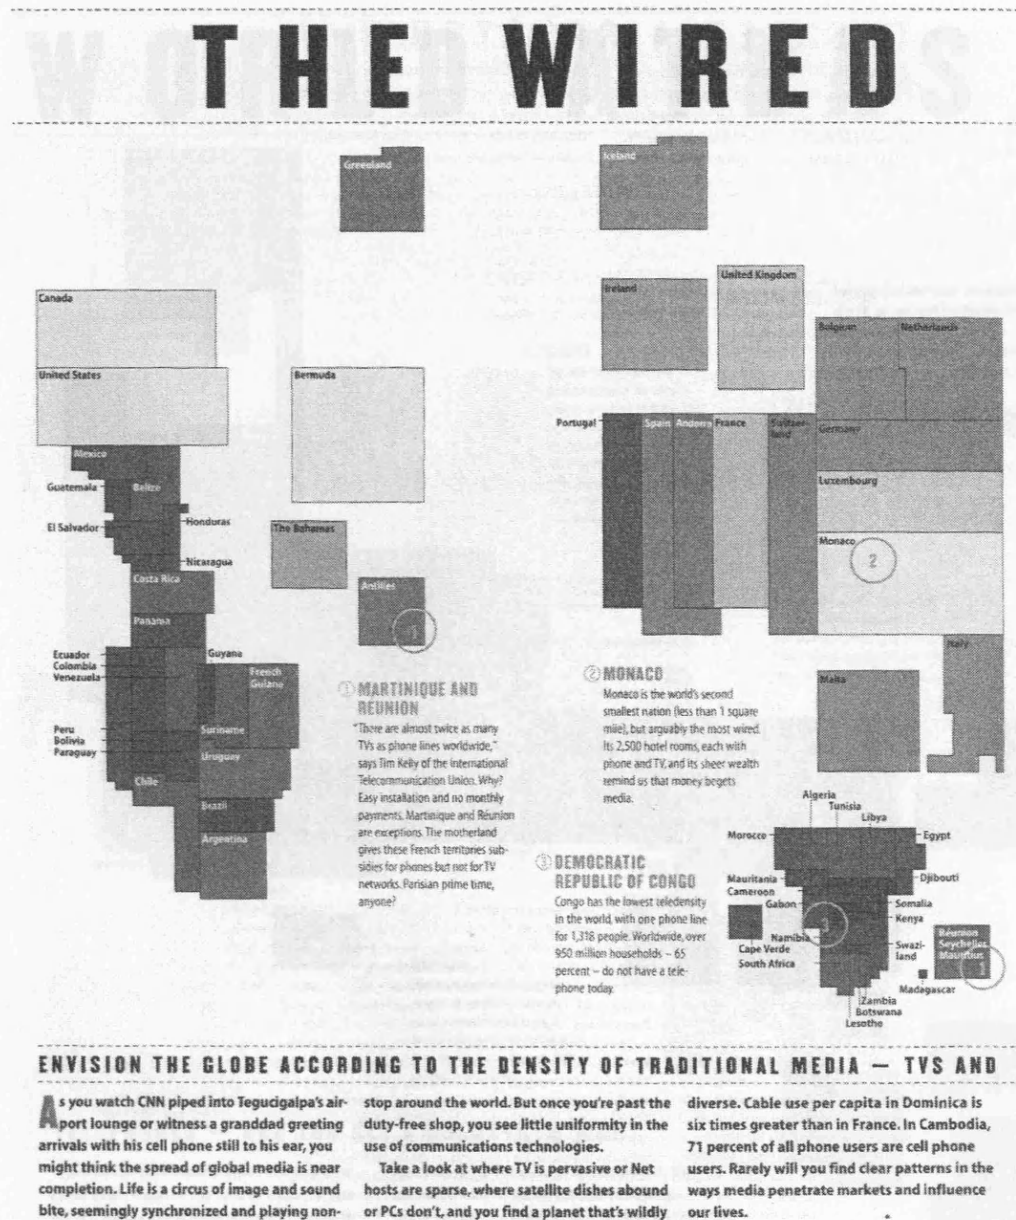 THE WIRED
Greenland
Iceland
Canada
United States
Bermuda
Ireland
United Kingdom
Belgium
Netherlands
Portugal
Spain
Andorra
France
Switzer-
land
Germany
Luxembourg
Monaco
2
Mexico
Guatemala
Belize
El Salvador
Honduras
Nicaragua
The Bahamas
Costa Rica
Antilles
1
Panama
Ecuador
Colombia
Venezuela
Guyana
French
Guiana
Peru
Bolivia
Paraguay
Suriname
Uruguay
Chile
Brazil
Argentina
Italy
Malta
1 MARTINIQUE AND
REUNION
"There are almost twice as many
TVs as phone lines worldwide,"
says Tim Kelly of the International
Telecommunication Union. Why?
Easy installation and no monthly
payments. Martinique and Réunion
are exceptions. The motherland
gives these French territories sub-
sidies for phones but not for TV
networks. Parisian prime time,
anyone?
2 MONACO
Monaco is the world's second
smallest nation (less than 1 square
mile), but arguably the most wired.
Its 2,500 hotel rooms, each with
phone and TV, and its sheer wealth
remind us that money begets
media.
3 DEMOCRATIC
REPUBLIC OF CONGO
Congo has the lowest teledensity
in the world, with one phone line
for 1,318 people. Worldwide, over
950 million households – 65
percent – do not have a tele-
phone today.
Algeria
Tunisia
Libya
Morocco
Egypt
Mauritania
Cameroon
Gabon
Djibouti
Somalia
Kenya
3
Namibia
Cape Verde
South Africa
Swazi-
land
Réunion
Seychelles
Mauritius
1
Madagascar
Zambia
Botswana
Lesotho
ENVISION THE GLOBE ACCORDING TO THE DENSITY OF TRADITIONAL MEDIA — TVS AND
As you watch CNN piped into Tegucigalpa's air-
port lounge or witness a granddad greeting
arrivals with his cell phone still to his ear, you
might think the spread of global media is near
completion. Life is a circus of image and sound
bite, seemingly synchronized and playing non-
stop around the world. But once you're past the
duty-free shop, you see little uniformity in the
use of communications technologies.
Take a look at where TV is pervasive or Net
hosts are sparse, where satellite dishes abound
or PCs don't, and you find a planet that's wildly
diverse. Cable use per capita in Dominica is
six times greater than in France. In Cambodia,
71 percent of all phone users are cell phone
users. Rarely will you find clear patterns in the
ways media penetrate markets and influence
our lives.